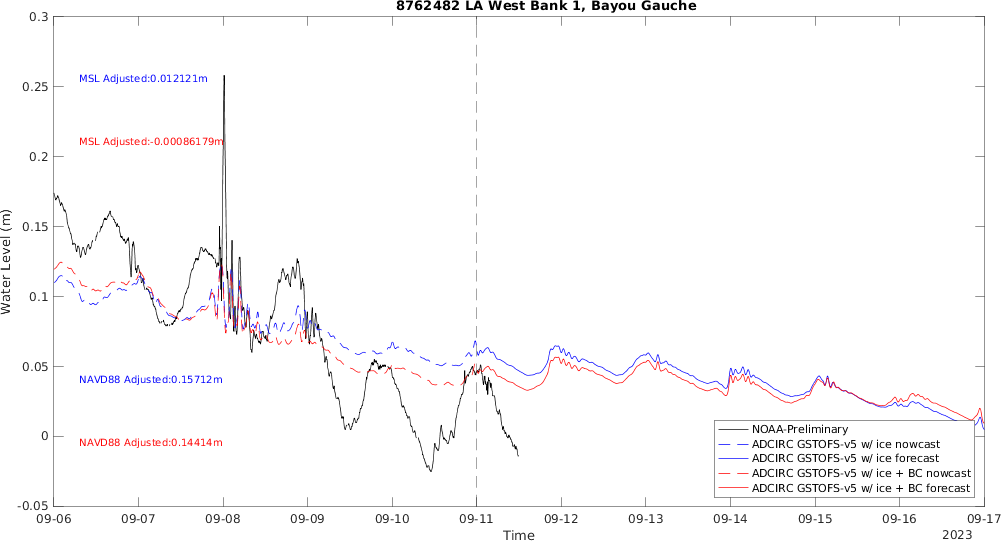 8762482 LA West Bank 1, Bayou Gauche
0.3
0.25
0.2
0.15
0.1
0.05
0
-0.05
Water Level (m)
MSL Adjusted:0.012121m
MSL Adjusted:-0.00086179m
NAVD88 Adjusted:0.15712m
NAVD88 Adjusted:0.14414m
NOAA-Preliminary
ADCIRC GSTOFS-v5 w/ ice nowcast
ADCIRC GSTOFS-v5 w/ ice forecast
ADCIRC GSTOFS-v5 w/ ice + BC nowcast
ADCIRC GSTOFS-v5 w/ ice + BC forecast
09-06 09-07 09-08 09-09 09-10 09-11 09-12 09-13 09-14 09-15 09-16 09-17
Time
2023